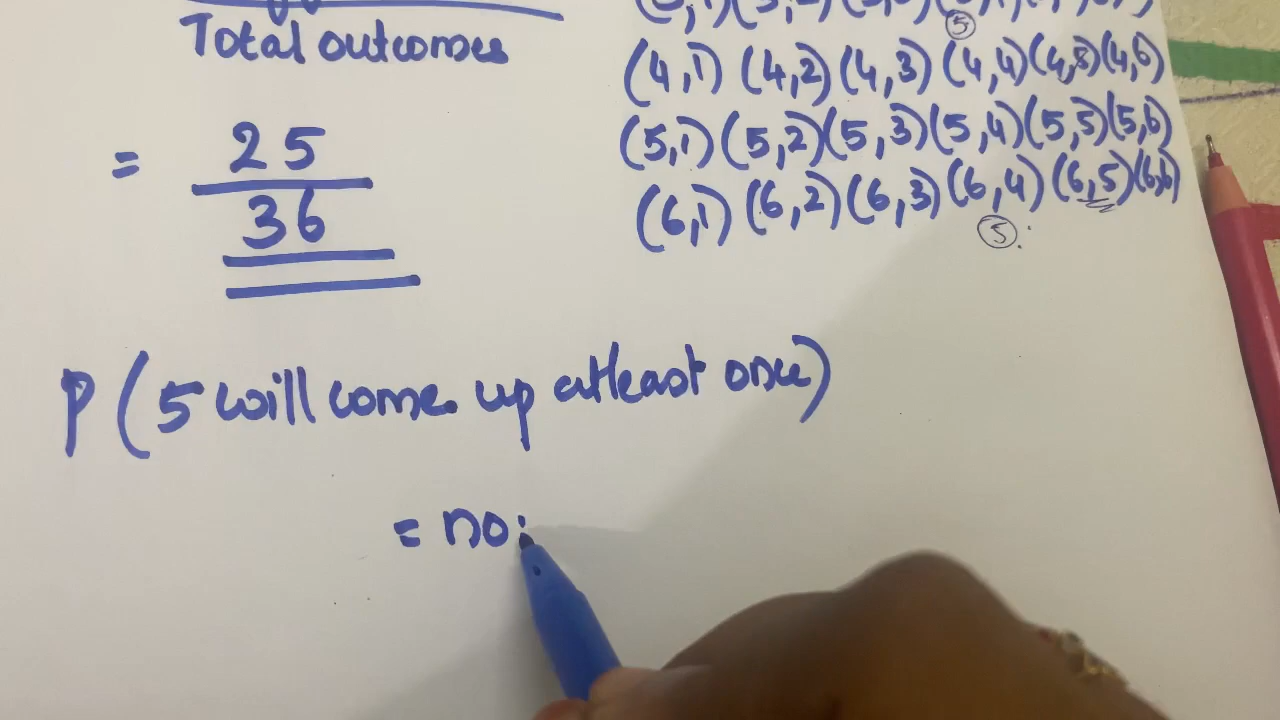 Total outcomes
= 25
36
P (5 will come up atleast once)
= no:
(4,1) (4,2) (4,3) (4,4) (4,5) (4,6)
(5,1) (5,2) (5,3) (5,4) (5,5) (5,6)
(6,1) (6,2) (6,3) (6,4) (6,5) (6,6)
5
5